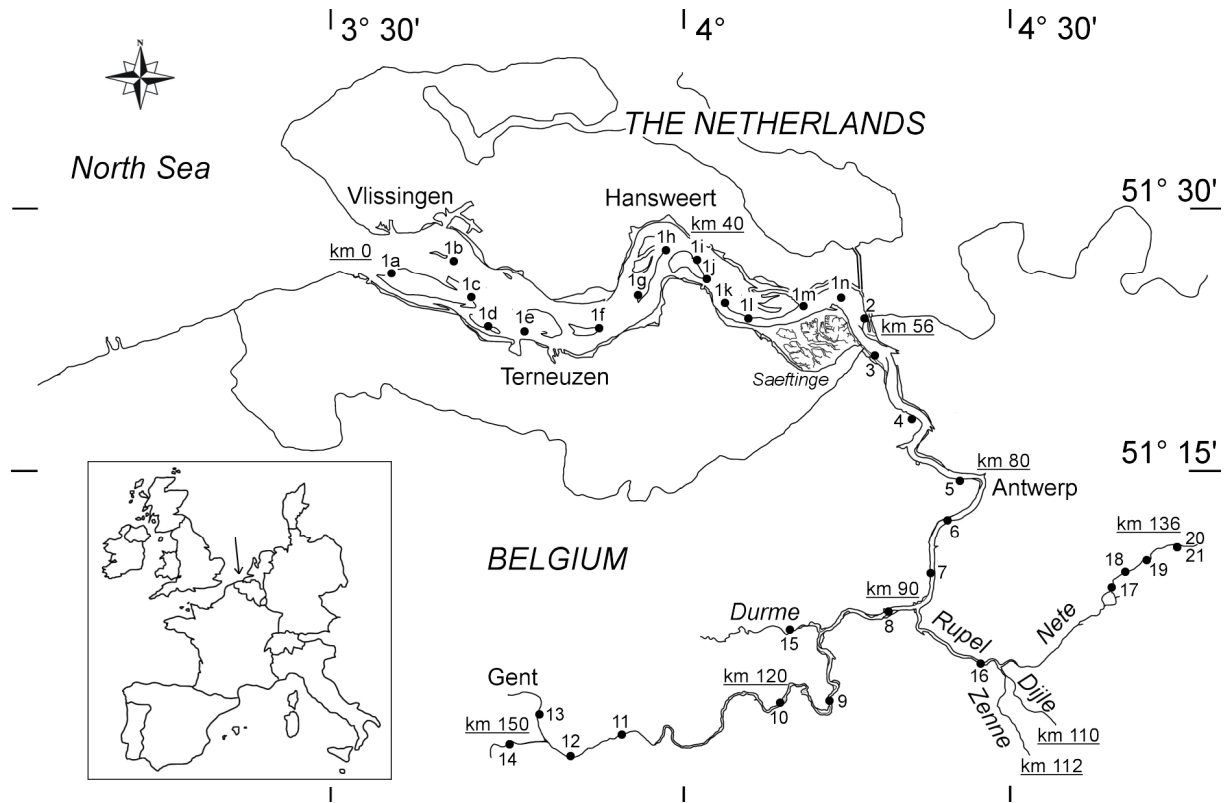 3° 30'
4°
4° 30'
N
THE NETHERLANDS
North Sea
51° 30'
Vlissingen
Hansweert
km 0
km 40
1a
1b
1c
1d
1e
1f
1g
1h
1i
1j
1k
1l
1m
1n
2
km 56
3
Terneuzen
Saeftinge
4
51° 15'
km 80
5
Antwerp
6
BELGIUM
km 136
20
21
19
18
17
7
km 90
8
Durme
15
Rupel
Nete
16
Dijle
Zenne
km 110
km 112
Gent
km 120
9
10
11
12
13
km 150
14